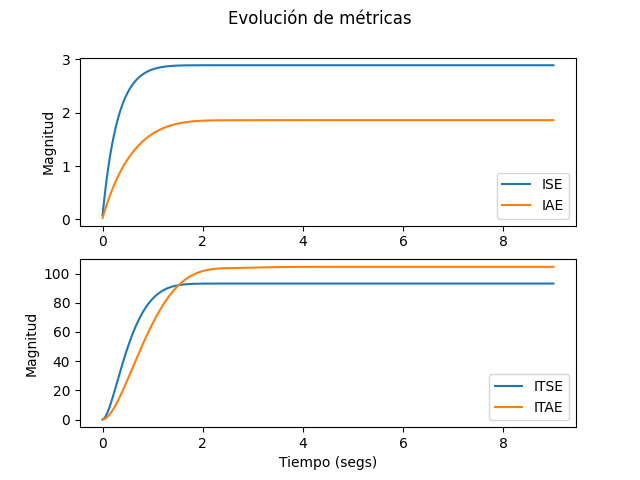 Evolución de métricas
3
2
1
0
Magnitud
ISE
IAE
0 2 4 6 8
100
80
60
40
20
0
Magnitud
ITSE
ITAE
0 2 4 6 8
Tiempo (segs)